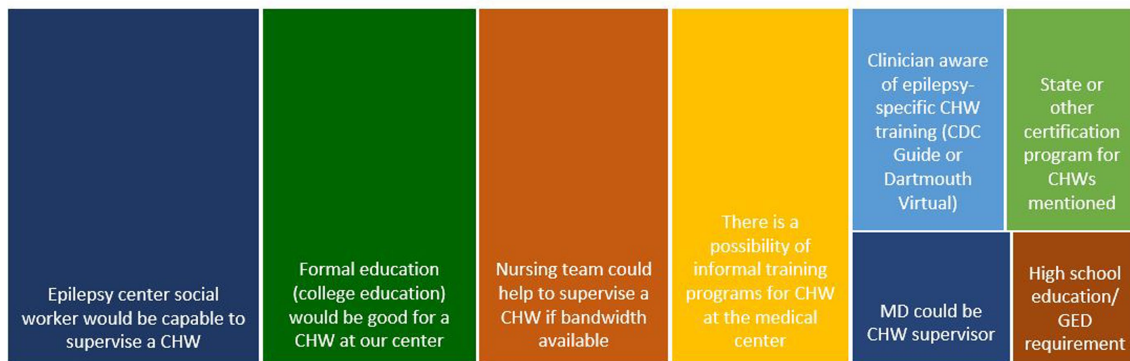 Epilepsy center social
worker would be capable to
supervise a CHW
Formal education
(college education)
would be good for a
CHW at our center
Nursing team could
help to supervise a
CHW if bandwidth
available
There is a
possibility of
informal training
programs for CHW
at the medical
center
Clinician aware
of epilepsy-
specific CHW
training (CDC
Guide or
Dartmouth
Virtual)
State or
other
certification
program for
CHWs
mentioned
MD could be
CHW supervisor
High school
education/
GED
requirement